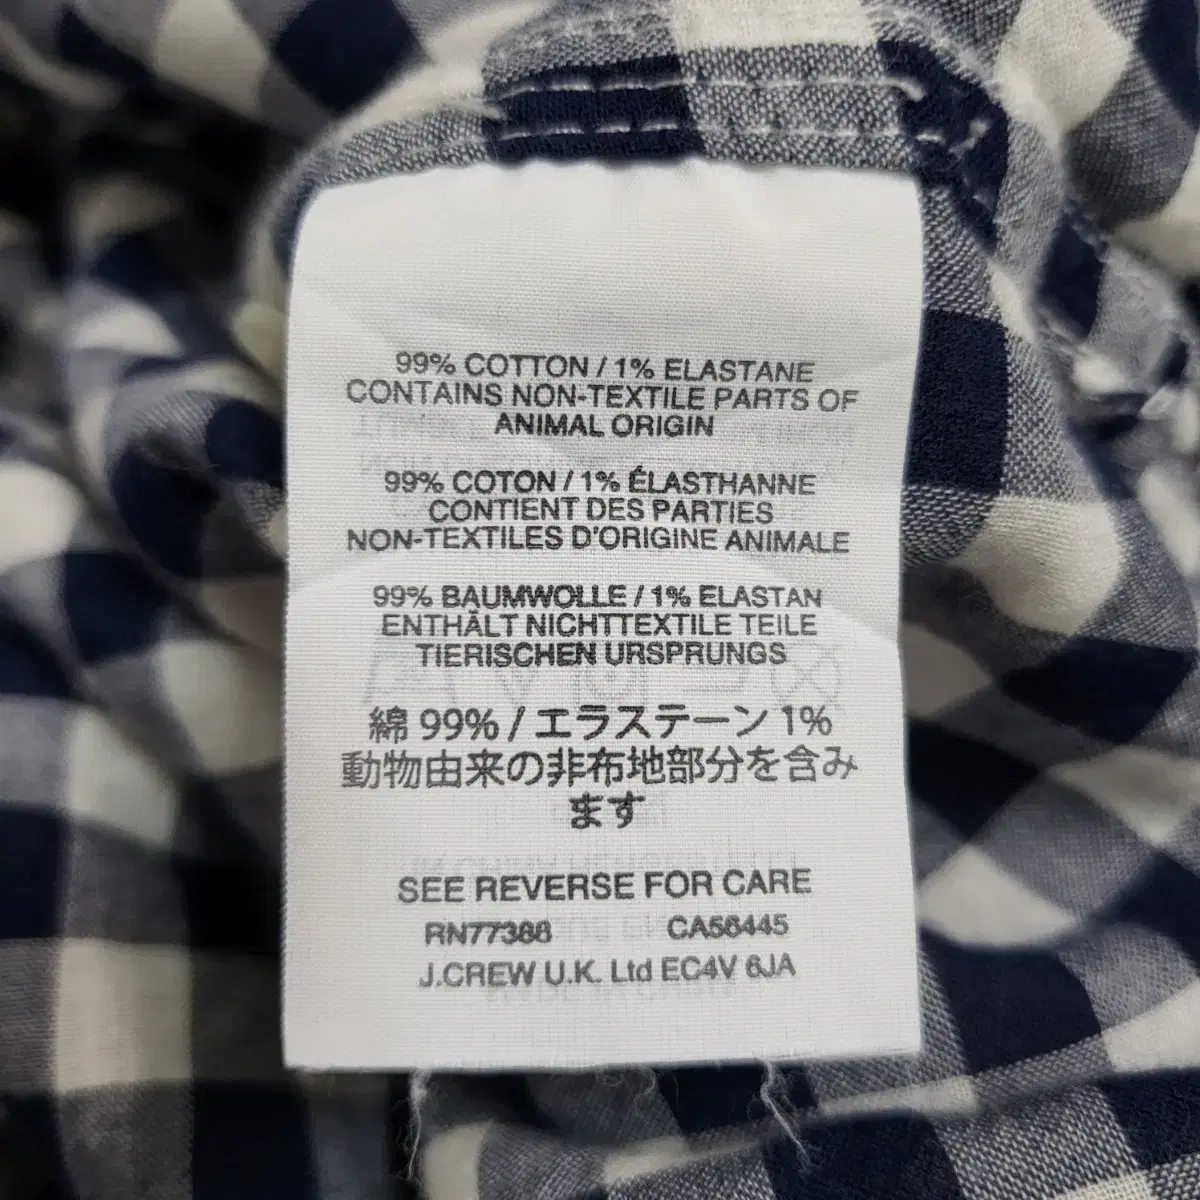 99% COTTON / 1% ELASTANE
CONTAINS NON-TEXTILE PARTS OF
ANIMAL ORIGIN
99% COTON / 1% ÉLASTHANNE
CONTIENT DES PARTIES
NON-TEXTILES D'ORIGINE ANIMALE
99% BAUMWOLLE / 1% ELASTAN
ENTHÄLT NICHTTEXTILE TEILE
TIERISCHEN URSPRUNGS
綿 99% / エラステーン 1%
動物由来の非布地部分を含み
ます
SEE REVERSE FOR CARE
RN77388 CA56445
J.CREW U.K. Ltd EC4V 6JA